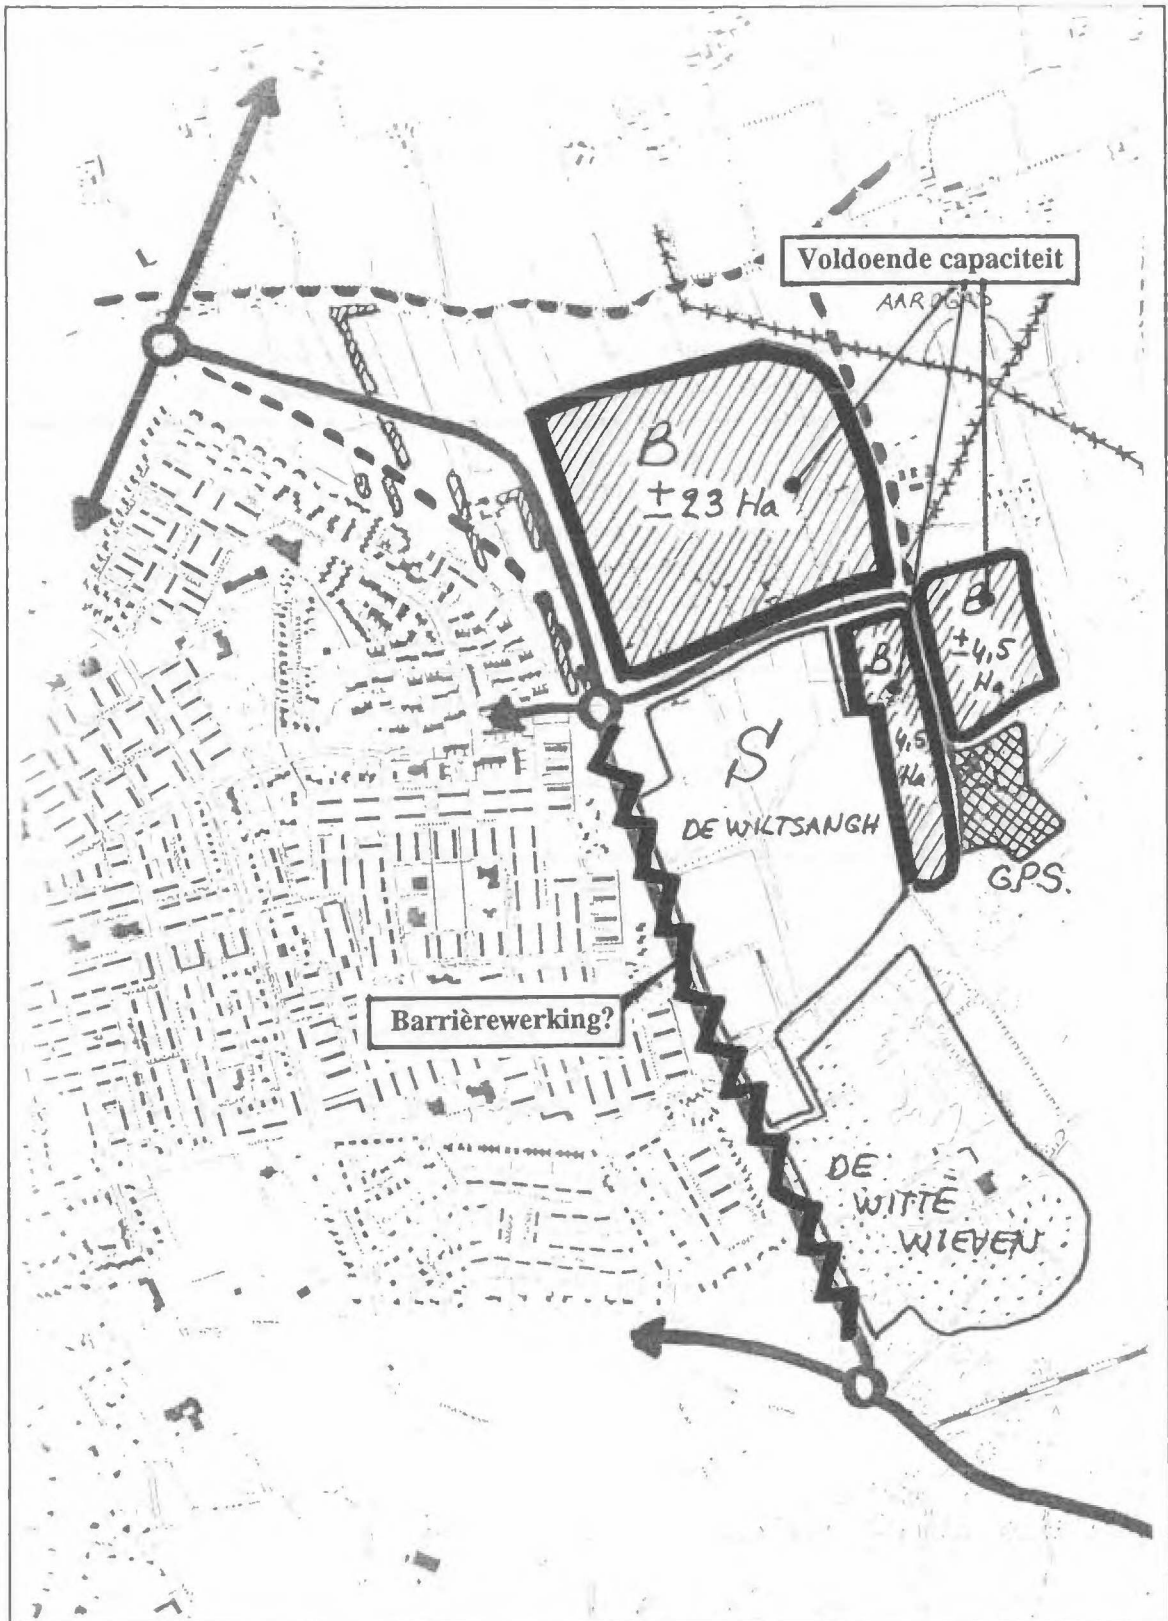 Voldoende capaciteit
AARDGAS
B
± 23 Ha
B
± 4,5
Ha
B
4,5
Ha
S
DE WILTSANGH
G.P.S.
Barrièrewerking?
DE
WITTE
WIEVEN